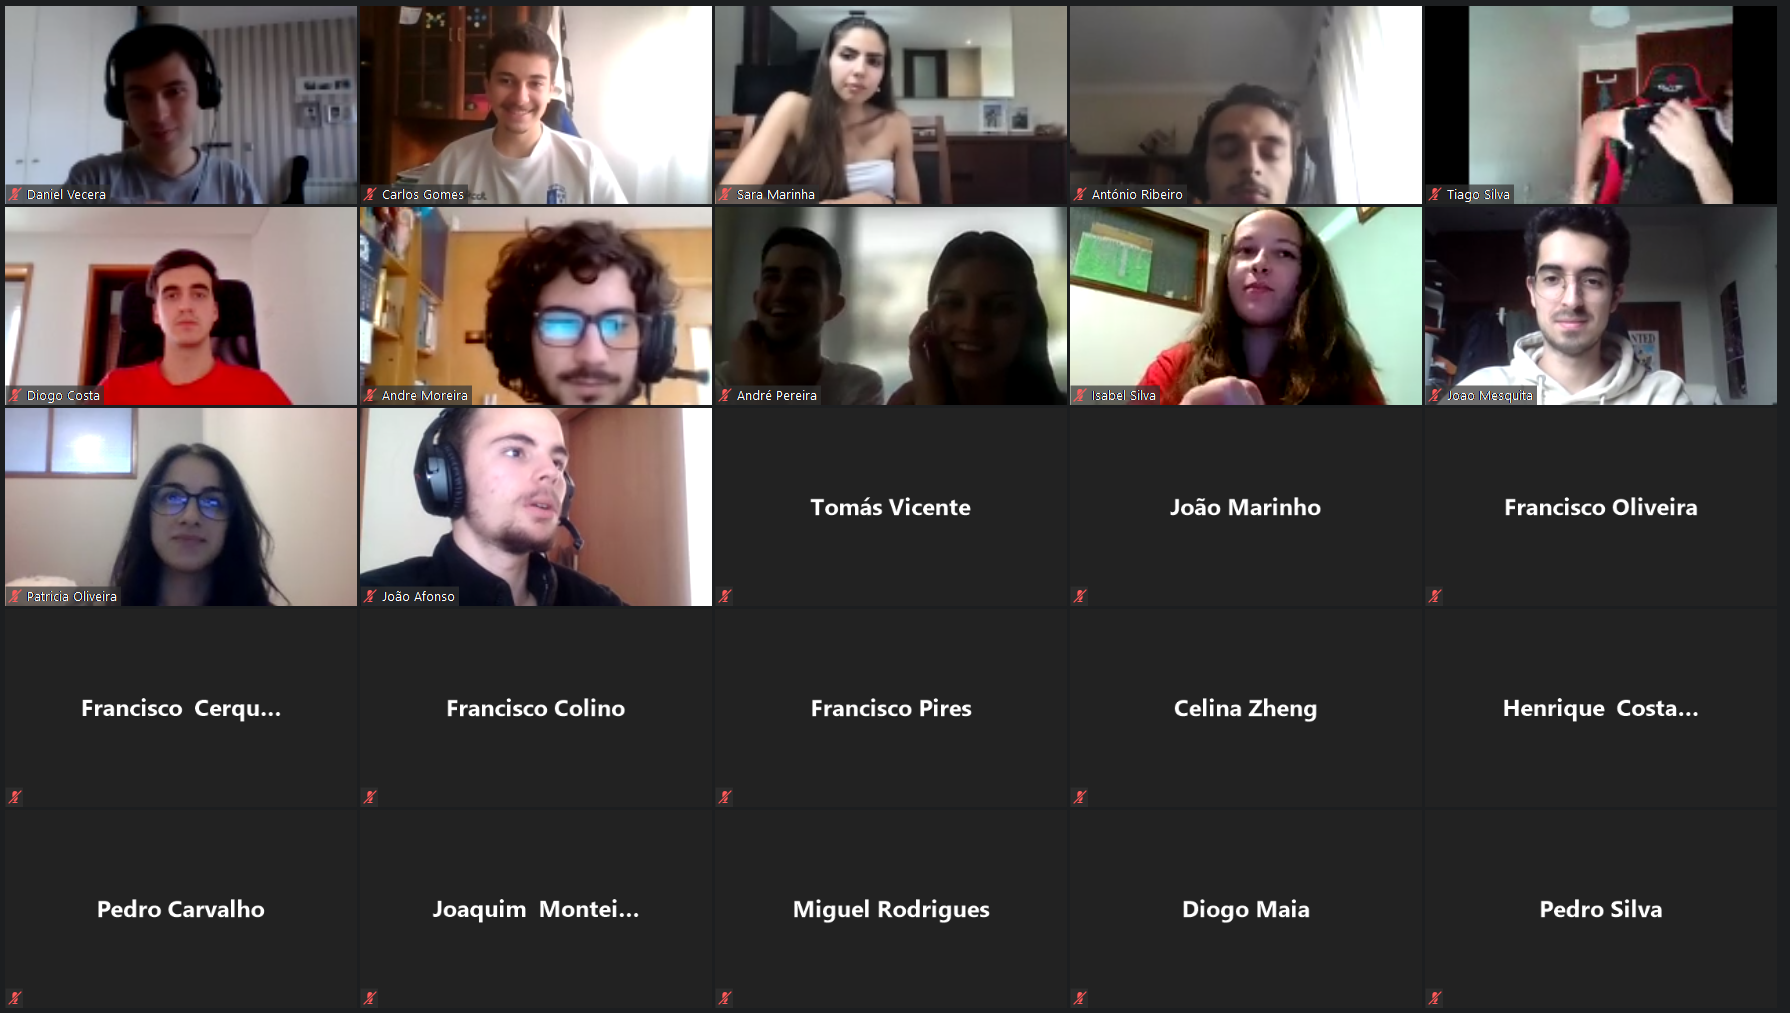 Daniel Vecera
Carlos Gomes
Sara Marinha
António Ribeiro
Tiago Silva
Diogo Costa
Andre Moreira
André Pereira
Isabel Silva
Joao Mesquita
Patricia Oliveira
João Afonso
Tomás Vicente
João Marinho
Francisco Oliveira
Francisco Cerqu...
Francisco Colino
Francisco Pires
Celina Zheng
Henrique Costa...
Pedro Carvalho
Joaquim Montei...
Miguel Rodrigues
Diogo Maia
Pedro Silva